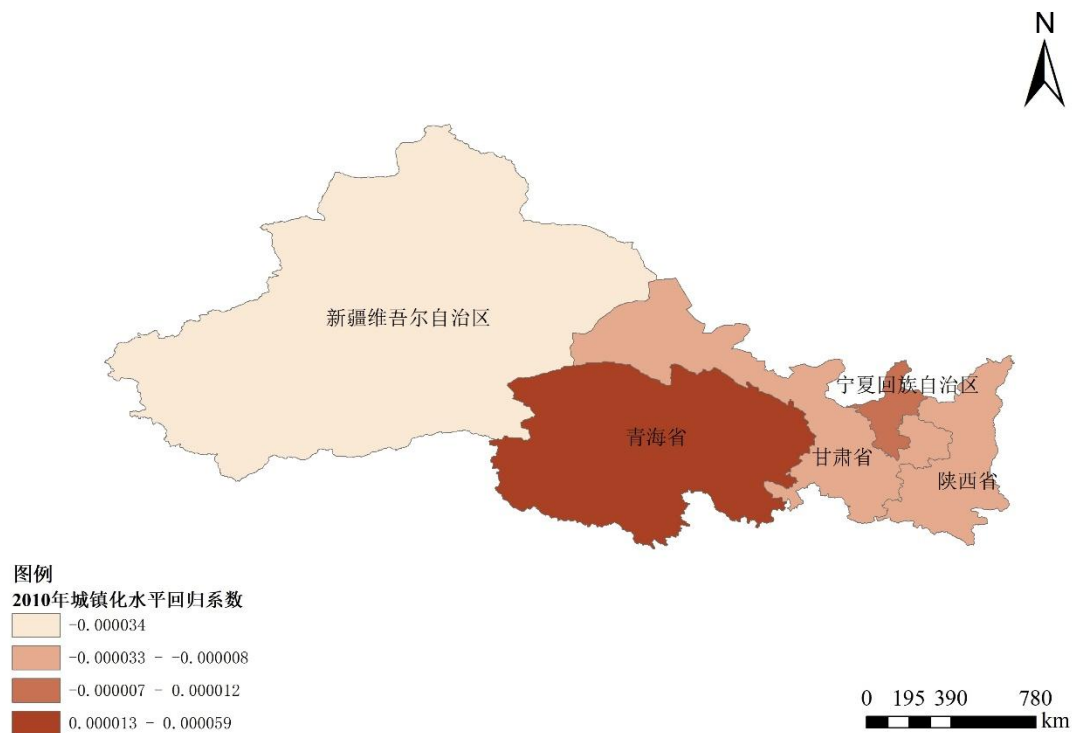 N
新疆维吾尔自治区
宁夏回族自治区
青海省
甘肃省
陕西省
图例
2010年城镇化水平回归系数
-0.000034
-0.000033 - -0.000008
-0.000007 - 0.000012
0.000013 - 0.000059
0 195 390 780
km